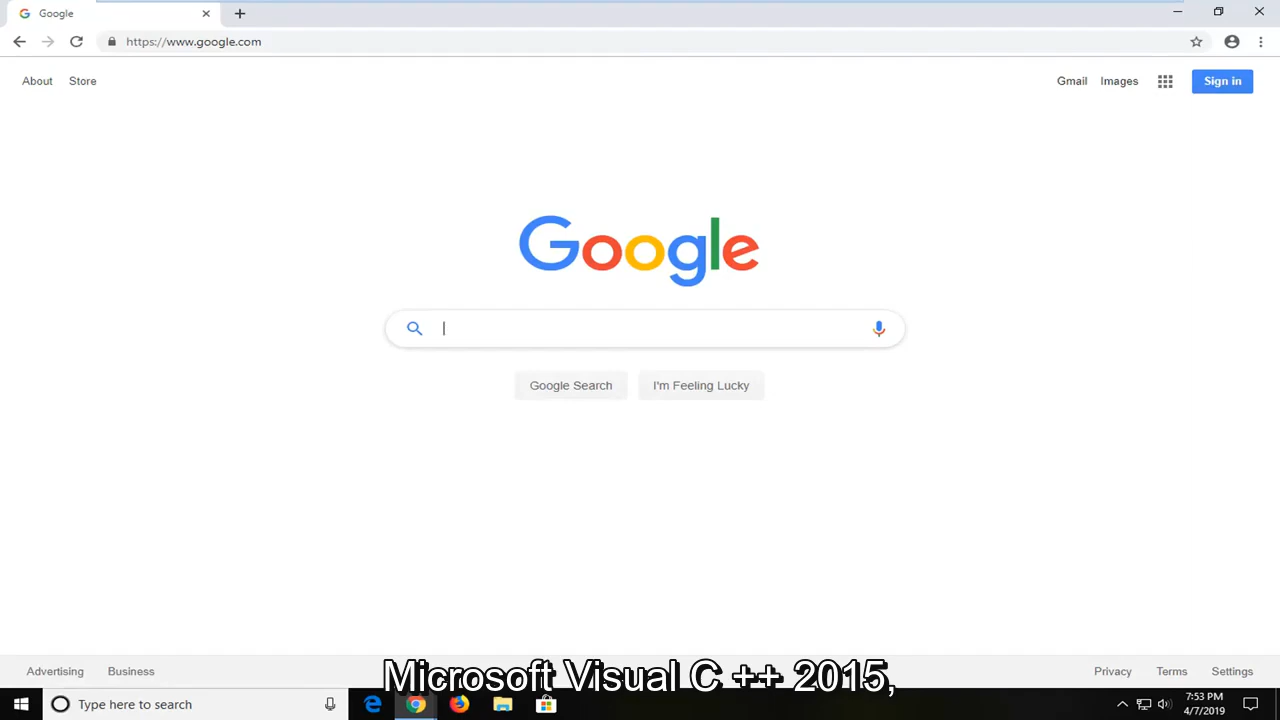 Google
https://www.google.com
About Store
Gmail Images Sign in
Google
Google Search I'm Feeling Lucky
Advertising Business
Privacy Terms Settings
Microsoft Visual C ++ 2015,
Type here to search
7:53 PM
4/7/2019